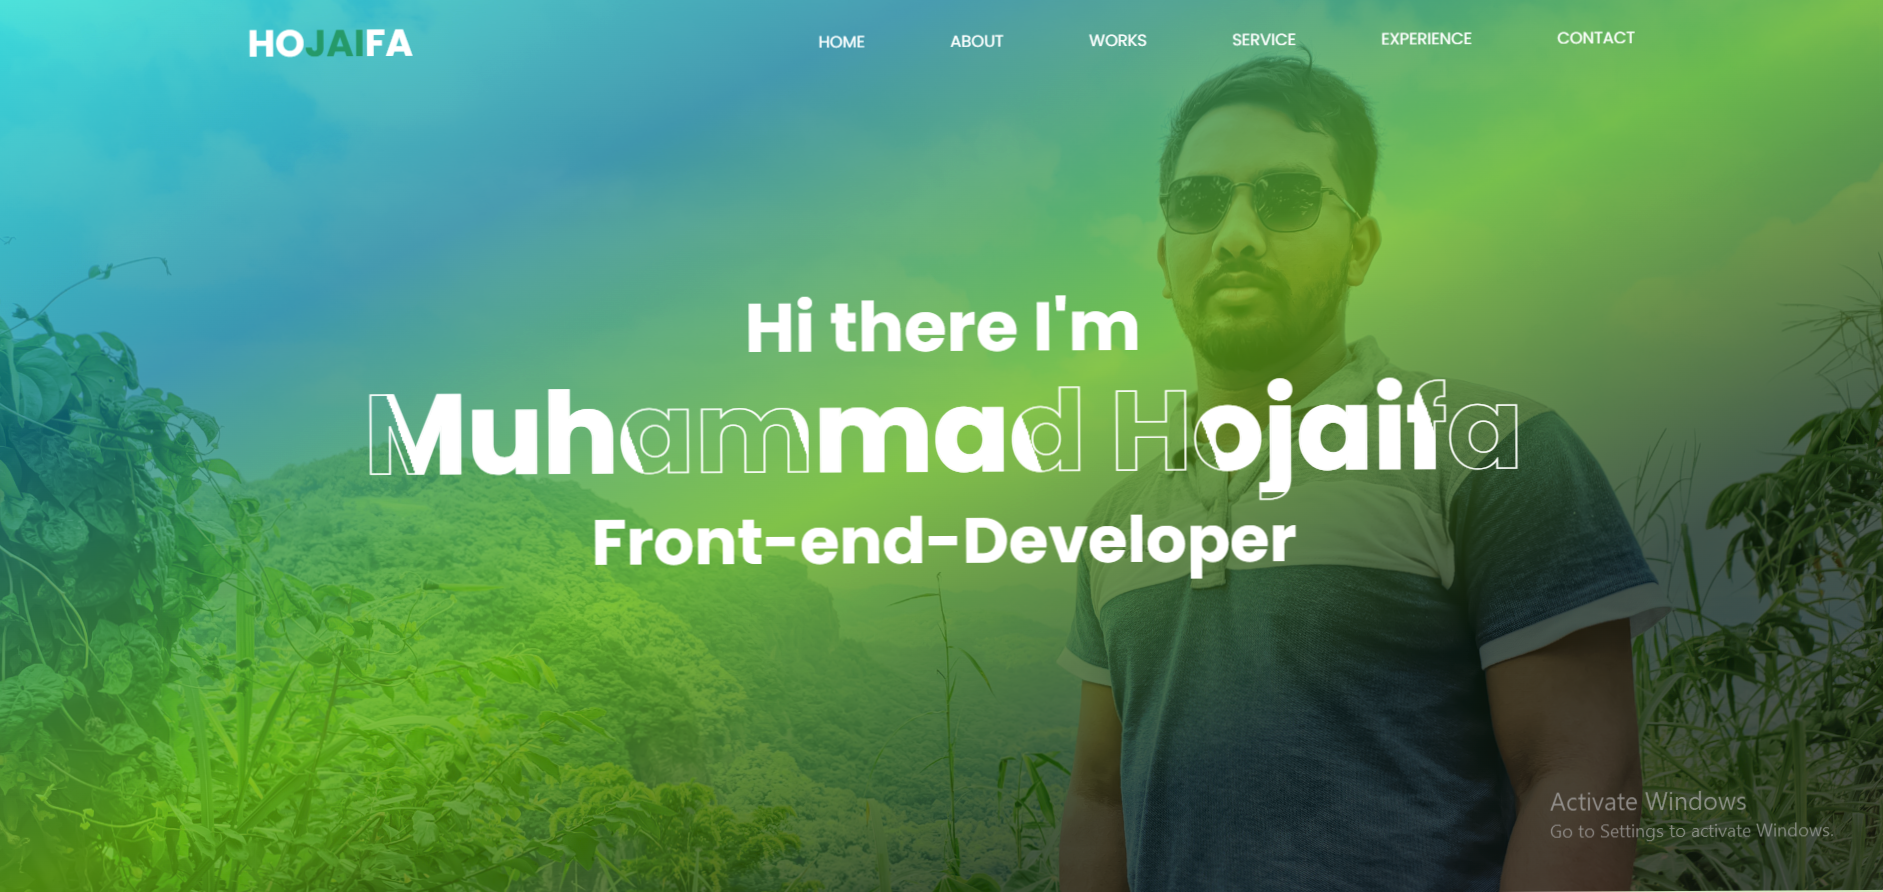 HOJAIFA
HOME ABOUT WORKS SERVICE EXPERIENCE CONTACT
Hi there I'm
Muhammad Hojaifa
Front-end-Developer
Activate Windows
Go to Settings to activate Windows.